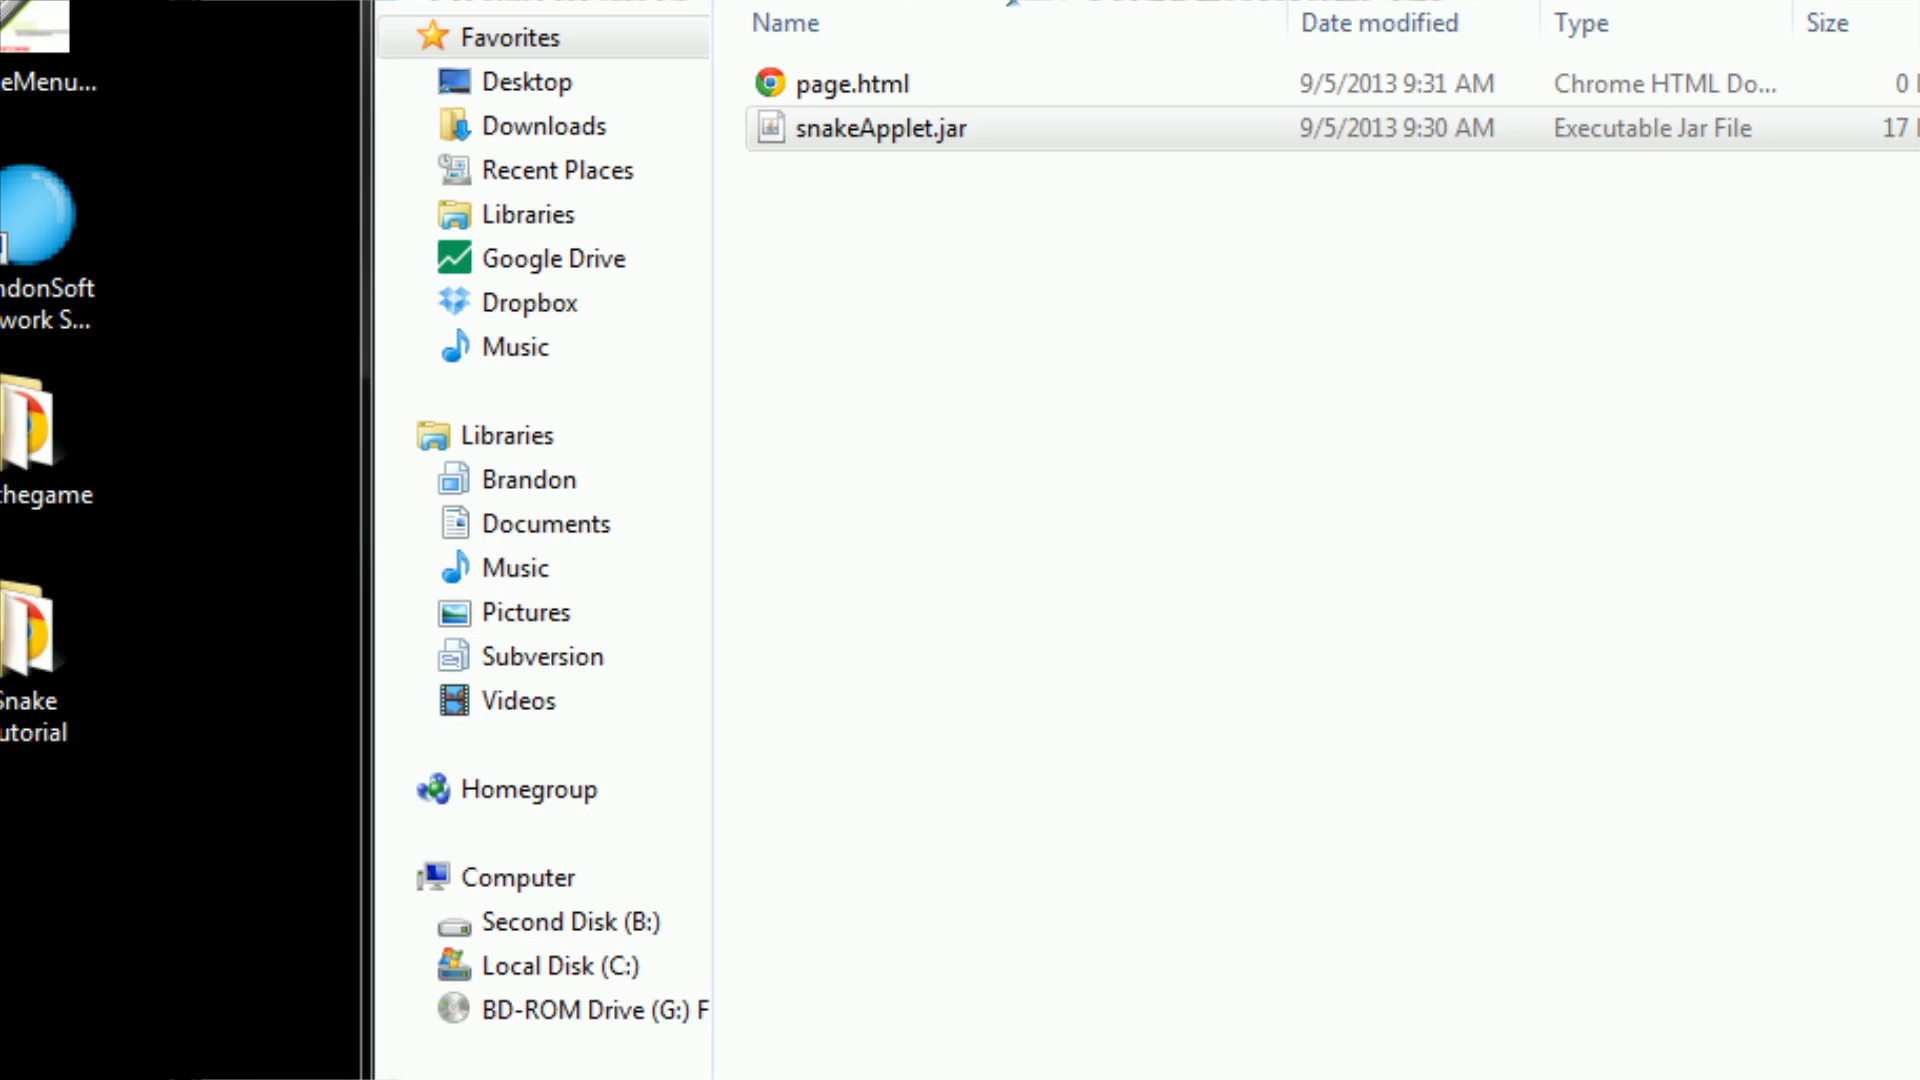 eMenu...
ndonSoft
work S...
thegame
Snake
utorial
Favorites
Desktop
Downloads
Recent Places
Libraries
Google Drive
Dropbox
Music
Libraries
Brandon
Documents
Music
Pictures
Subversion
Videos
Homegroup
Computer
Second Disk (B:)
Local Disk (C:)
BD-ROM Drive (G:) F
Name Date modified Type Size
page.html 9/5/2013 9:31 AM Chrome HTML Do... 0
snakeApplet.jar 9/5/2013 9:30 AM Executable Jar File 17